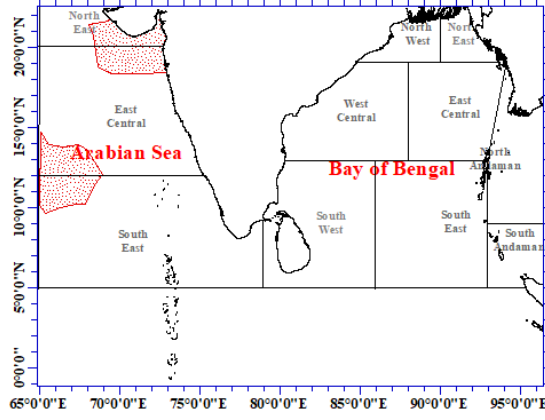 North
East
North
West
North
East
East
Central
West
Central
East
Central
Arabian Sea
Bay of Bengal
North
Andaman
South
East
South
West
South
East
South
Andaman
20°0'0"N
15°0'0"N
10°0'0"N
5°0'0"N
0°0'0"
65°0'0"E 70°0'0"E 75°0'0"E 80°0'0"E 85°0'0"E 90°0'0"E 95°0'0"E